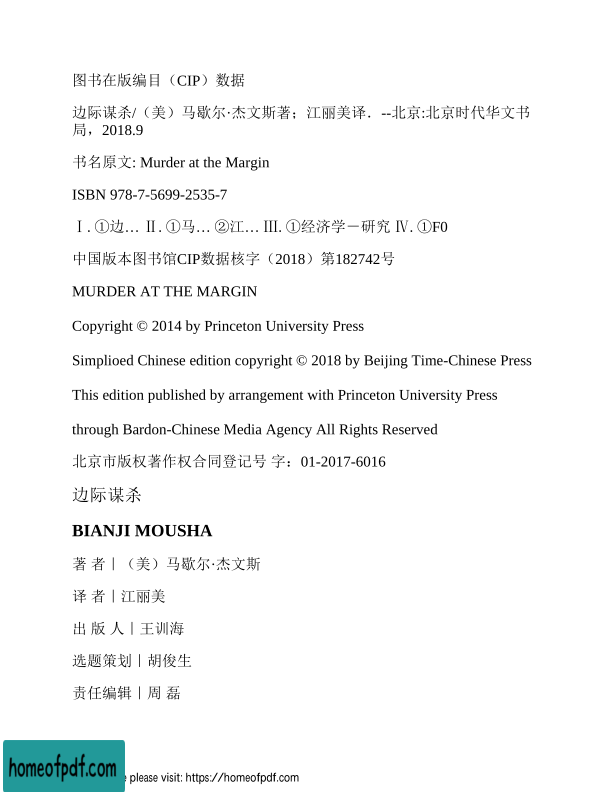 图书在版编目（CIP）数据
边际谋杀/（美）马歇尔·杰文斯著；江丽美译．--北京:北京时代华文书
局，2018.9
书名原文: Murder at the Margin
ISBN 978-7-5699-2535-7
Ⅰ. ①边… Ⅱ. ①马… ②江… Ⅲ. ①经济学－研究 Ⅳ. ①F0
中国版本图书馆CIP数据核字（2018）第182742号
MURDER AT THE MARGIN
Copyright © 2014 by Princeton University Press
Simplioed Chinese edition copyright © 2018 by Beijing Time-Chinese Press
This edition published by arrangement with Princeton University Press
through Bardon-Chinese Media Agency All Rights Reserved
北京市版权著作权合同登记号 字：01-2017-6016
边际谋杀
BIANJI MOUSHA
著 者｜（美）马歇尔·杰文斯
译 者｜江丽美
出 版 人｜王训海
选题策划｜胡俊生
责任编辑｜周 磊
homeofpdf.com
please visit: https://homeofpdf.com